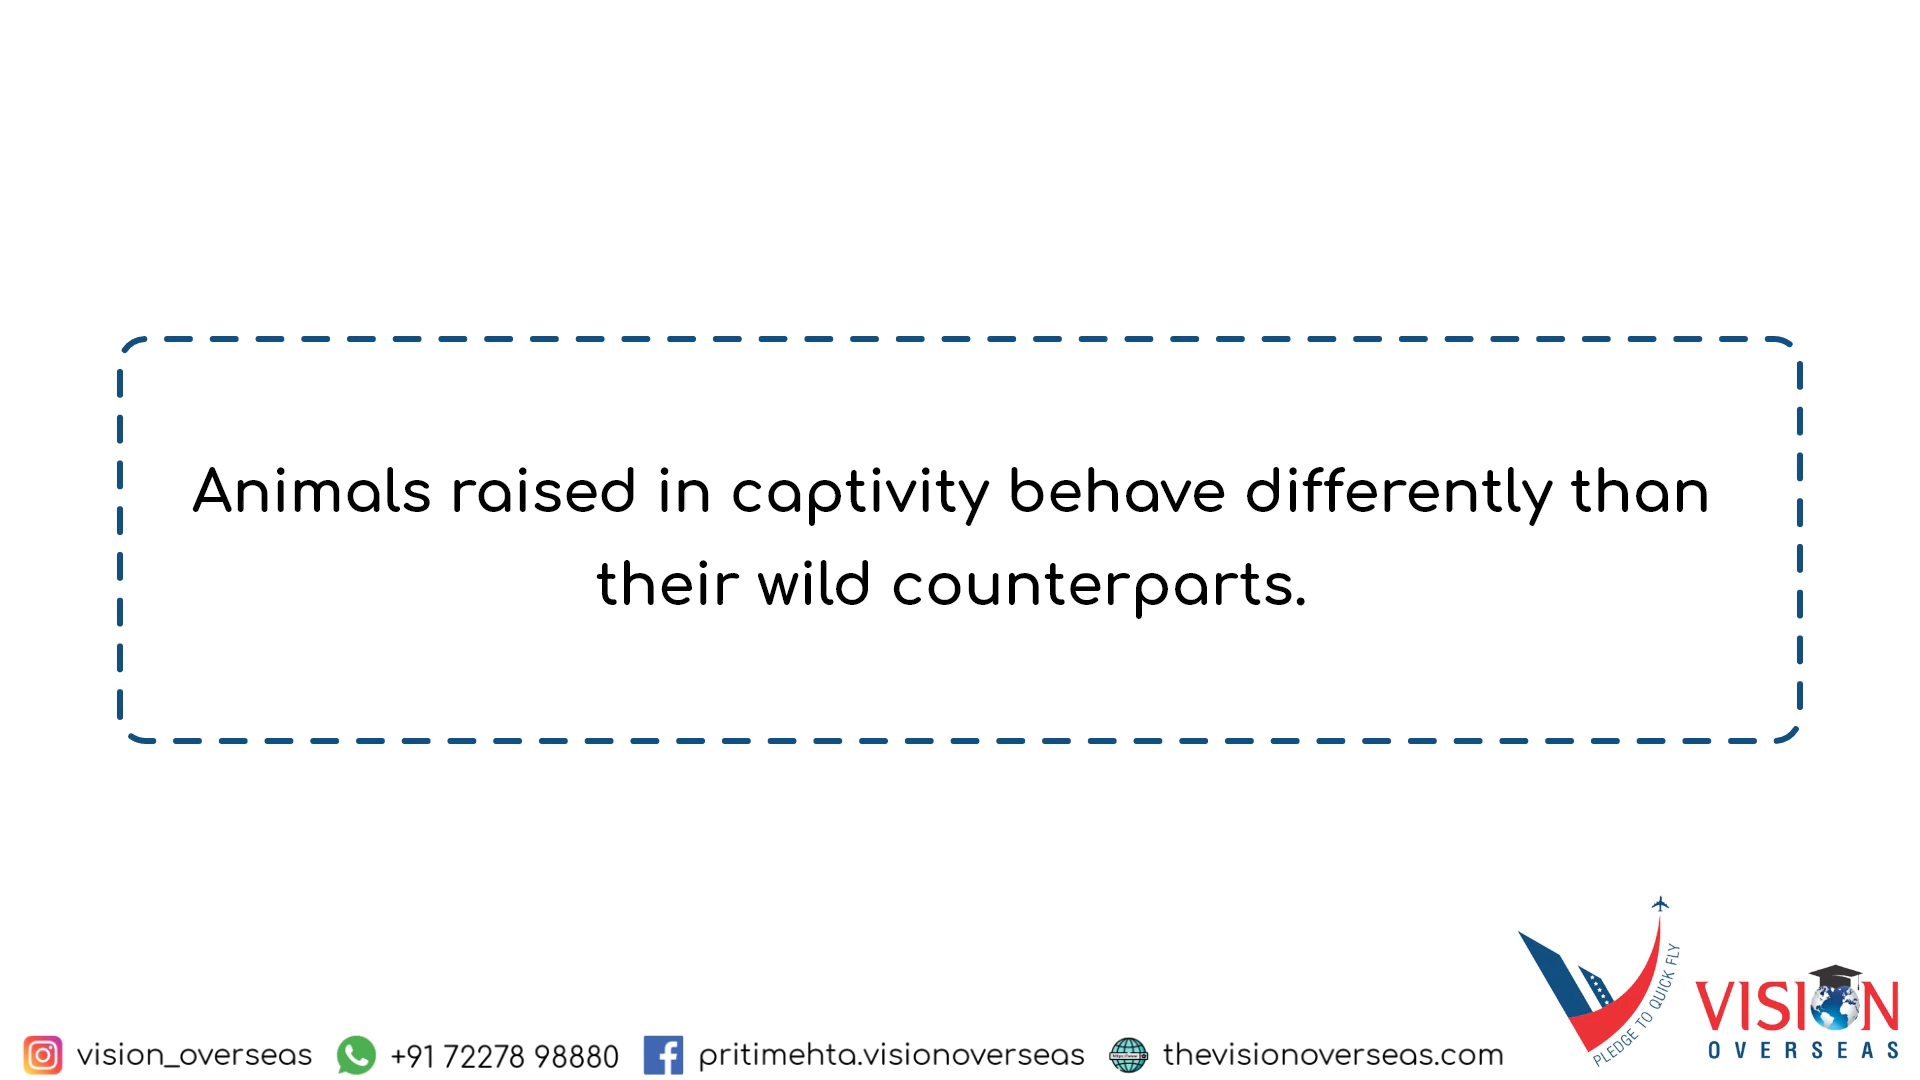 Animals raised in captivity behave differently than
their wild counterparts.
PLEDGE TO QUICK FLY
VISION
OVERSEAS
vision_overseas
+91 72278 98880
pritimehta.visionoverseas
thevisionoverseas.com